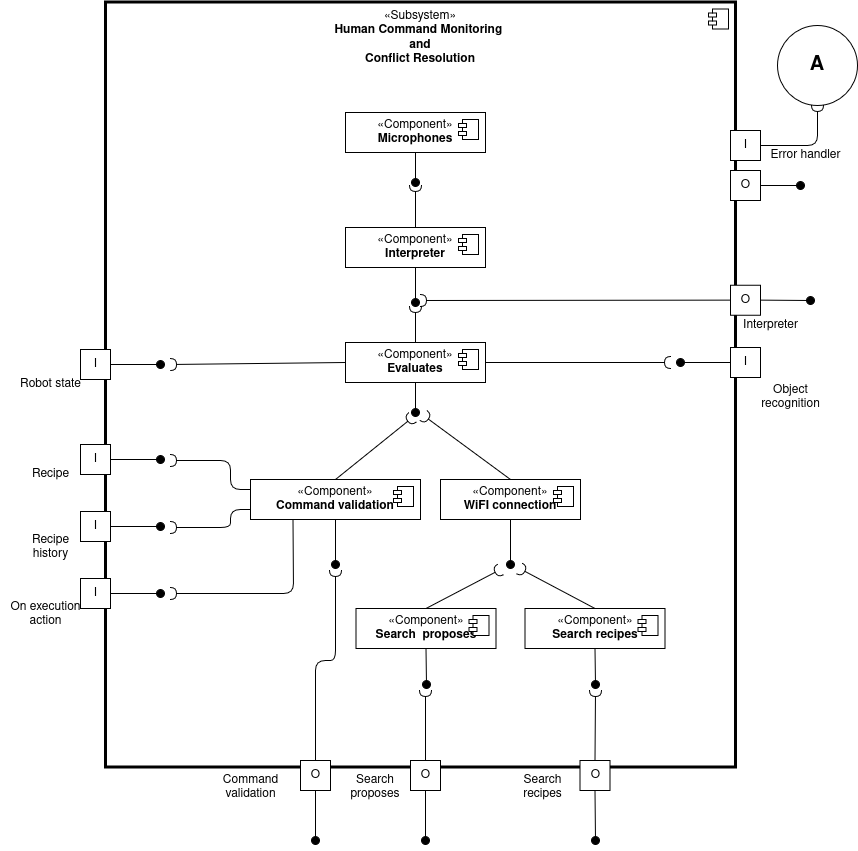 «Subsystem»
Human Command Monitoring
and
Conflict Resolution
A
«Component»
Microphones
I
Error handler
O
«Component»
Interpreter
O
Interpreter
«Component»
Evaluates
I
Robot state
I
Object
recognition
I
Recipe
«Component»
Command validation
«Component»
WiFI connection
I
Recipe
history
I
On execution
action
«Component»
Search  proposes
«Component»
Search recipes
O
Command
validation
O
Search
proposes
O
Search
recipes